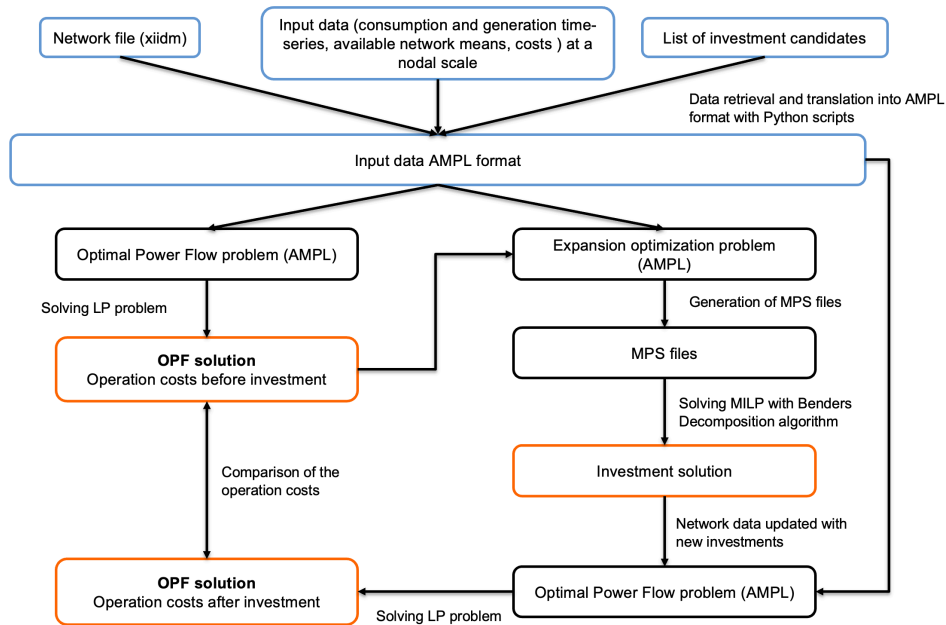 Network file (xiidm)
Input data (consumption and generation time-
series, available network means, costs ) at a
nodal scale
List of investment candidates
Data retrieval and translation into AMPL
format with Python scripts
Input data AMPL format
Optimal Power Flow problem (AMPL)
Expansion optimization problem
(AMPL)
Solving LP problem
Generation of MPS files
OPF solution
Operation costs before investment
MPS files
Solving MILP with Benders
Decomposition algorithm
Comparison of the
operation costs
Investment solution
Network data updated with
new investments
OPF solution
Operation costs after investment
Solving LP problem
Optimal Power Flow problem (AMPL)